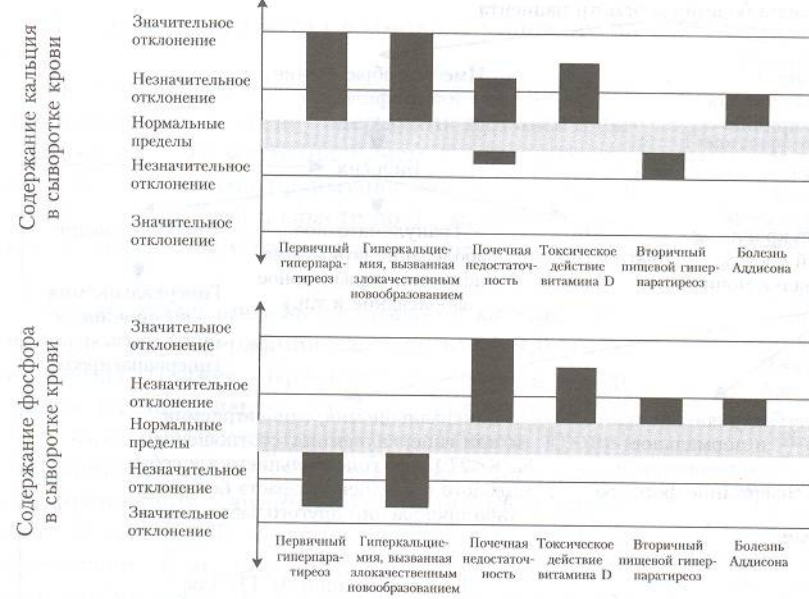 Содержание кальция
в сыворотке крови
Значительное
отклонение
Незначительное
отклонение
Нормальные
пределы
Незначительное
отклонение
Значительное
отклонение
Первичный
гиперпара-
тиреоз
Гиперкальцие-
мия, вызванная
злокачественным
новообразованием
Почечная
недостаточ-
ность
Токсическое
действие
витамина D
Вторичный
пищевой гипер-
паратиреоз
Болезнь
Аддисона
Содержание фосфора
в сыворотке крови
Значительное
отклонение
Незначительное
отклонение
Нормальные
пределы
Незначительное
отклонение
Значительное
отклонение
Первичный
гиперпара-
тиреоз
Гиперкальцие-
мия, вызванная
злокачественным
новообразованием
Почечная
недостаточ-
ность
Токсическое
действие
витамина D
Вторичный
пищевой гипер-
паратиреоз
Болезнь
Аддисона